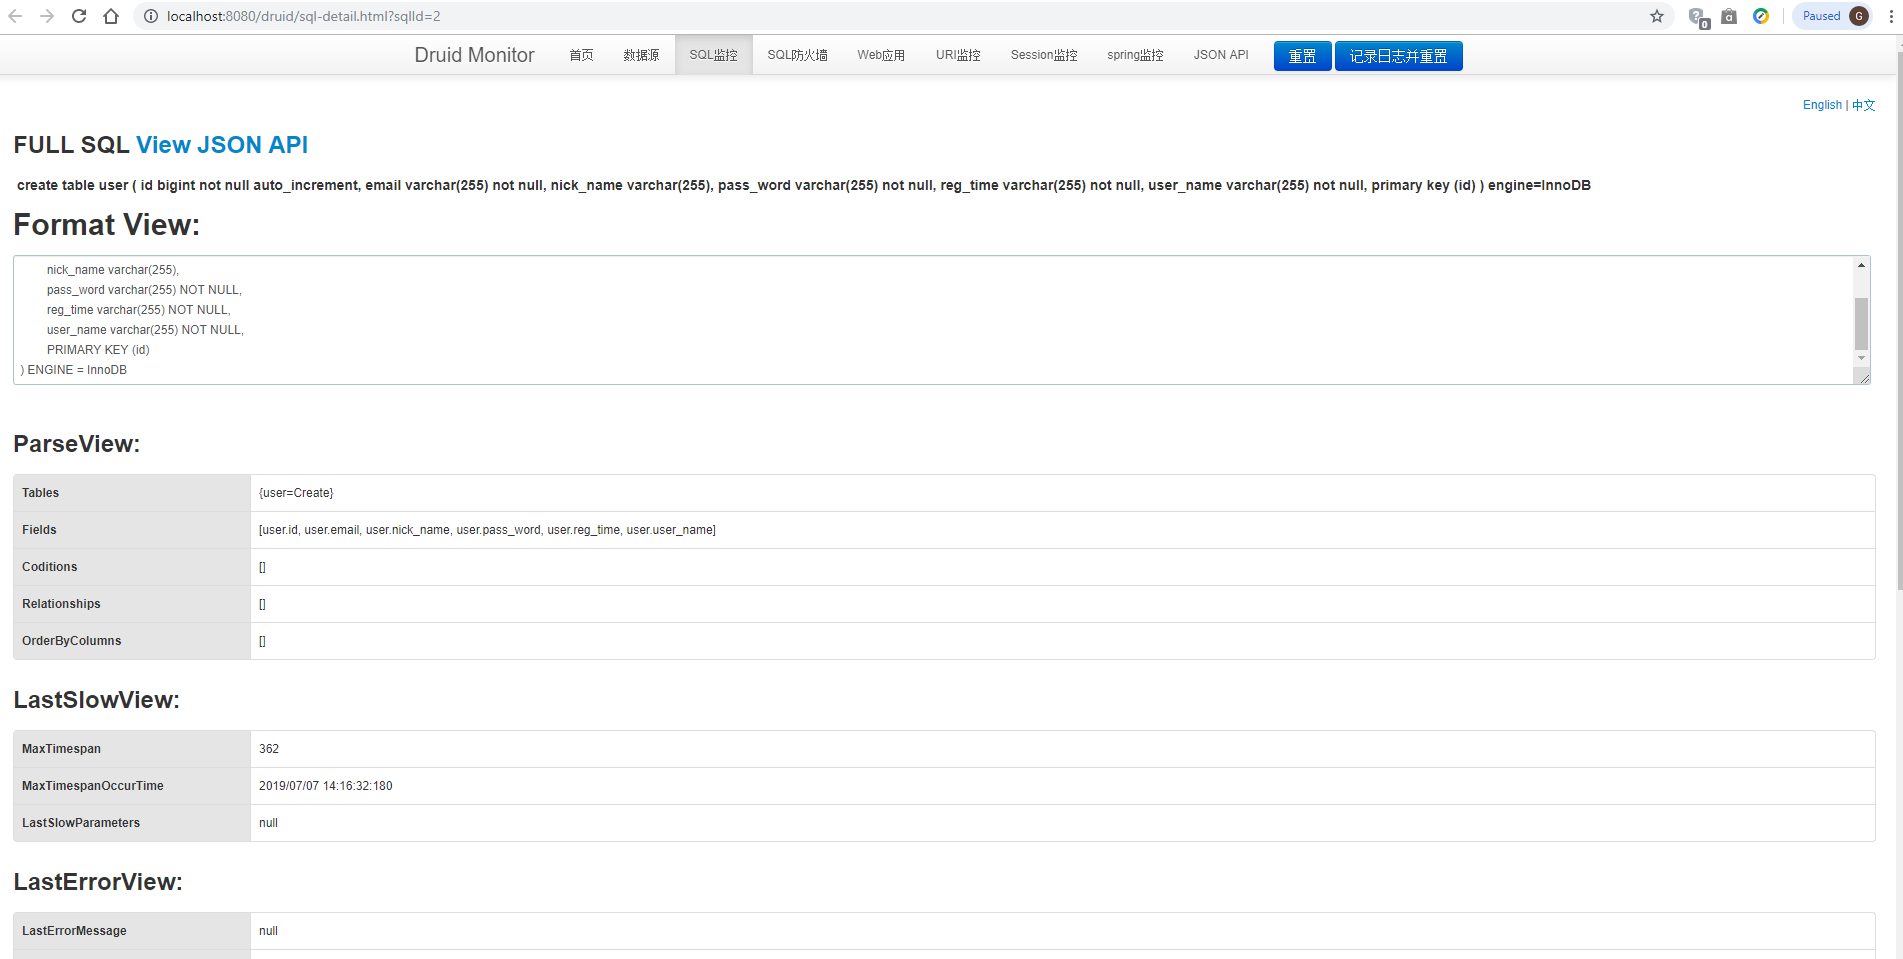 localhost:8080/druid/sql-detail.html?sqlId=2
0
a
Paused G
Druid Monitor 首页 数据源 SQL监控 SQL防火墙 Web应用 URI监控 Session监控 spring监控 JSON API 重置 记录日志并重置
English | 中文
FULL SQL View JSON API
create table user ( id bigint not null auto_increment, email varchar(255) not null, nick_name varchar(255), pass_word varchar(255) not null, reg_time varchar(255) not null, user_name varchar(255) not null, primary key (id) ) engine=InnoDB
Format View:
nick_name varchar(255),
pass_word varchar(255) NOT NULL,
reg_time varchar(255) NOT NULL,
user_name varchar(255) NOT NULL,
PRIMARY KEY (id)
) ENGINE = InnoDB
ParseView:
Tables {user=Create}
Fields [user.id, user.email, user.nick_name, user.pass_word, user.reg_time, user.user_name]
Coditions []
Relationships []
OrderByColumns []
LastSlowView:
MaxTimespan 362
MaxTimespanOccurTime 2019/07/07 14:16:32:180
LastSlowParameters null
LastErrorView:
LastErrorMessage null